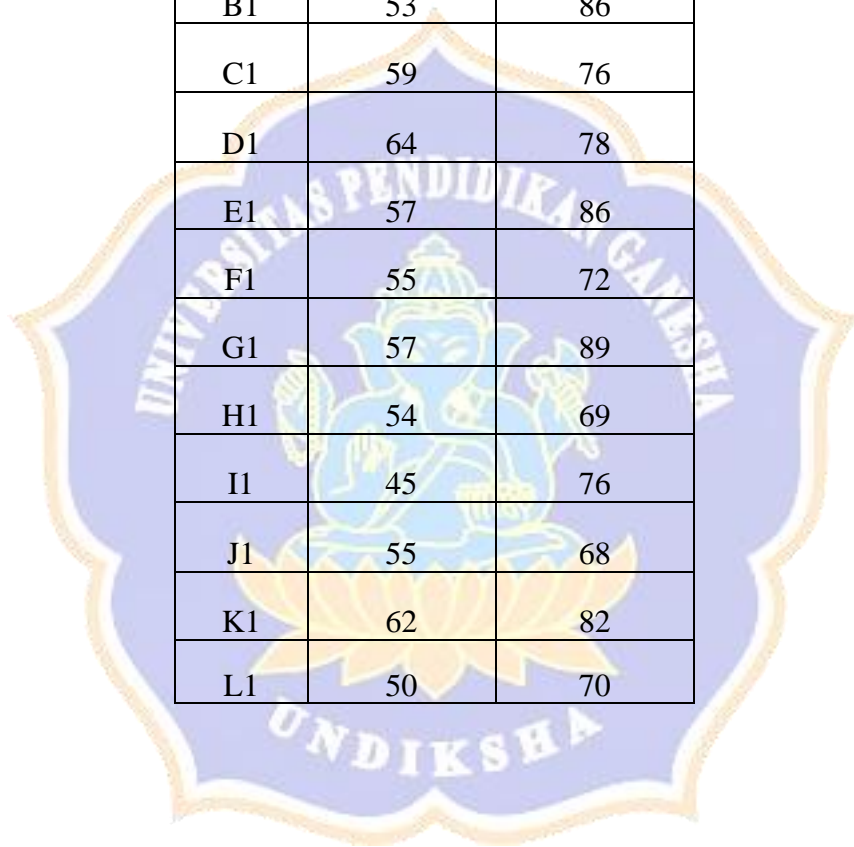 B1 53 86
C1 59 76
D1 64 78
E1 57 86
F1 55 72
G1 57 89
H1 54 69
I1 45 76
J1 55 68
K1 62 82
L1 50 70
UNIVERSITAS PENDIDIKAN GANESHA
UNDIKSHA